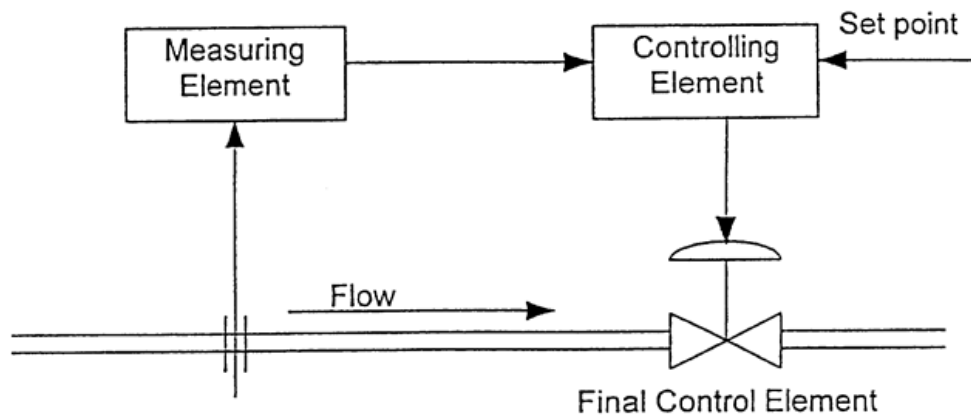 Measuring
Element
Controlling
Element
Set point
Flow
Final Control Element